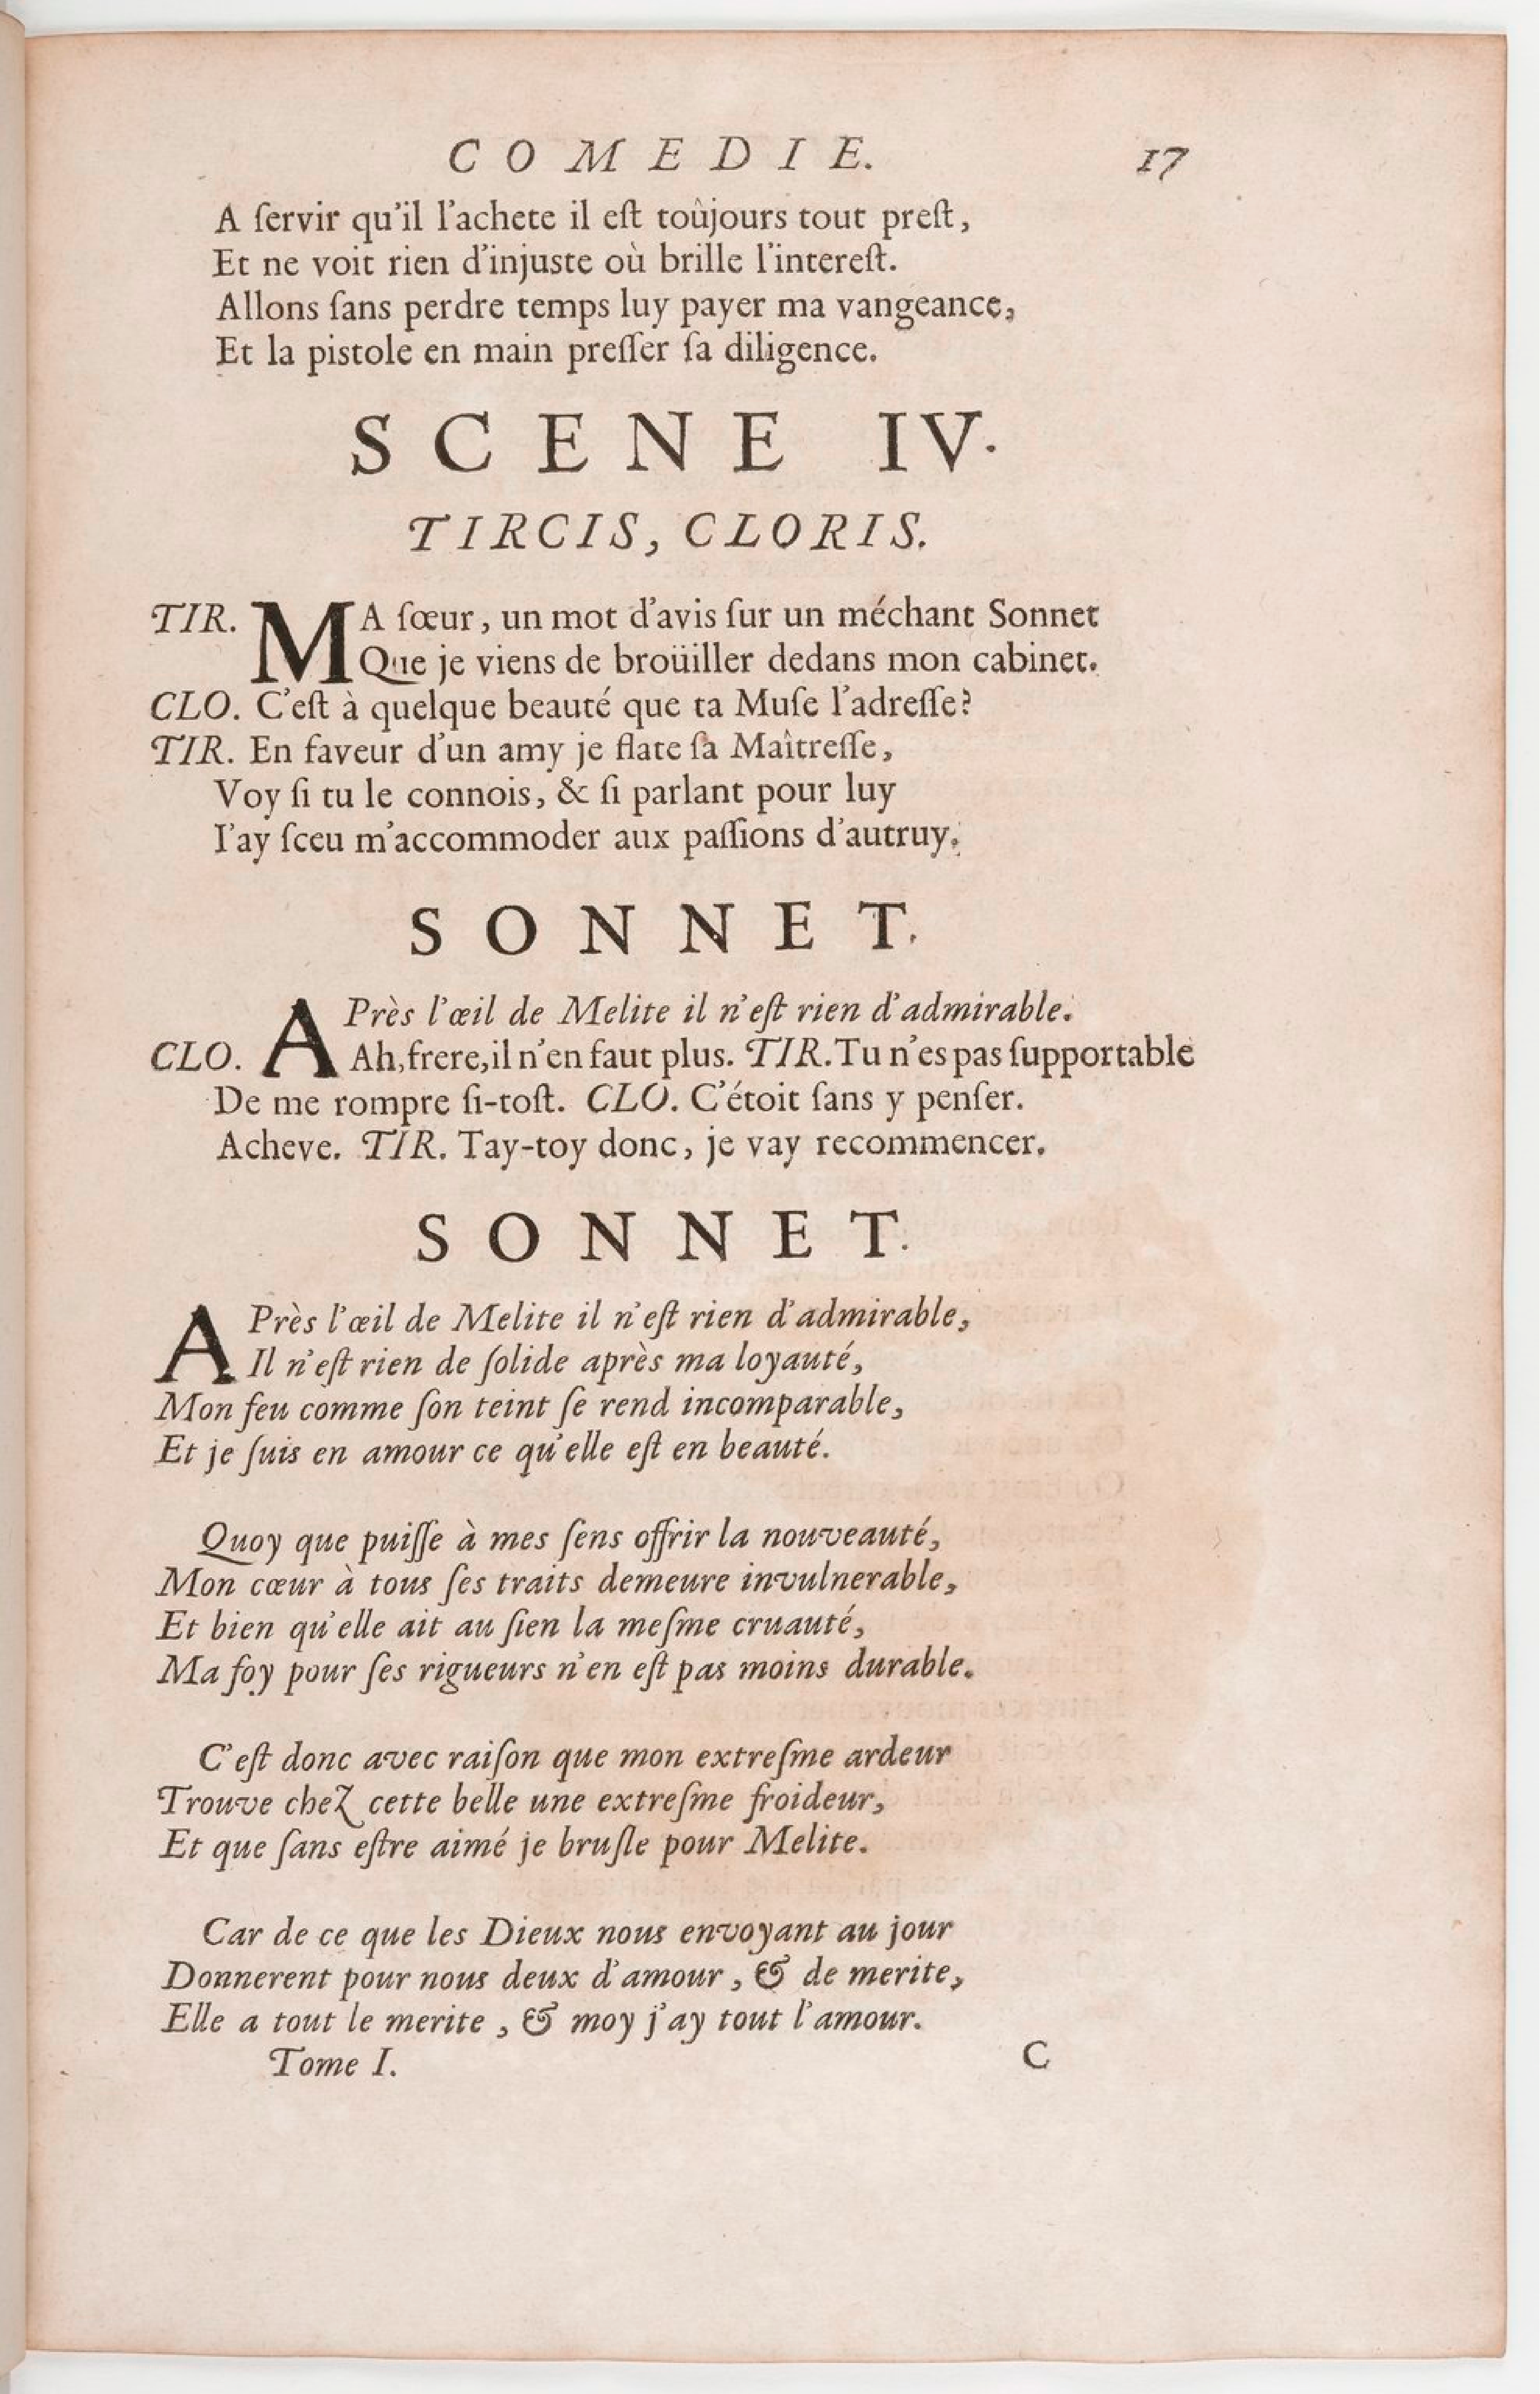 COMEDIE. 17
A ſervir qu'il l'achete il eſt toûjours tout preſt,
Et ne voit rien d'injuste où brille l'intereſt.
Allons ſans perdre temps luy payer ma vangeance,
Et la pistole en main preſſer ſa diligence.
SCENE IV.
TIRCIS, CLORIS.
TIR. MA ſœur, un mot d'avis ſur un méchant Sonnet
Que je viens de broüiller dedans mon cabinet.
CLO. C'eſt à quelque beauté que ta Muſe l'adreſſe?
TIR. En faveur d'un amy je flate ſa Maîtreſſe,
Voy ſi tu le connois, & ſi parlant pour luy
I'ay ſceu m'accommoder aux paſſions d'autruy.
SONNET.
APrès l'œil de Melite il n'eſt rien d'admirable.
CLO. Ah, frere, il n'en faut plus. TIR. Tu n'es pas ſupportable
De me rompre ſi-toſt. CLO. C'étoit ſans y penſer.
Acheve. TIR. Tay-toy donc, je vay recommencer.
SONNET.
APrès l'œil de Melite il n'eſt rien d'admirable,
Il n'eſt rien de ſolide après ma loyauté,
Mon feu comme ſon teint ſe rend incomparable,
Et je ſuis en amour ce qu'elle eſt en beauté.
Quoy que puiſſe à mes ſens offrir la nouveauté,
Mon cœur à tous ſes traits demeure invulnerable,
Et bien qu'elle ait au ſien la meſme cruauté,
Ma foy pour ſes rigueurs n'en eſt pas moins durable.
C'eſt donc avec raiſon que mon extreſme ardeur
Trouve chez cette belle une extreſme froideur,
Et que ſans eſtre aimé je bruſle pour Melite.
Car de ce que les Dieux nous envoyant au jour
Donnerent pour nous deux d'amour, & de merite,
Elle a tout le merite, & moy j'ay tout l'amour.
Tome I. C